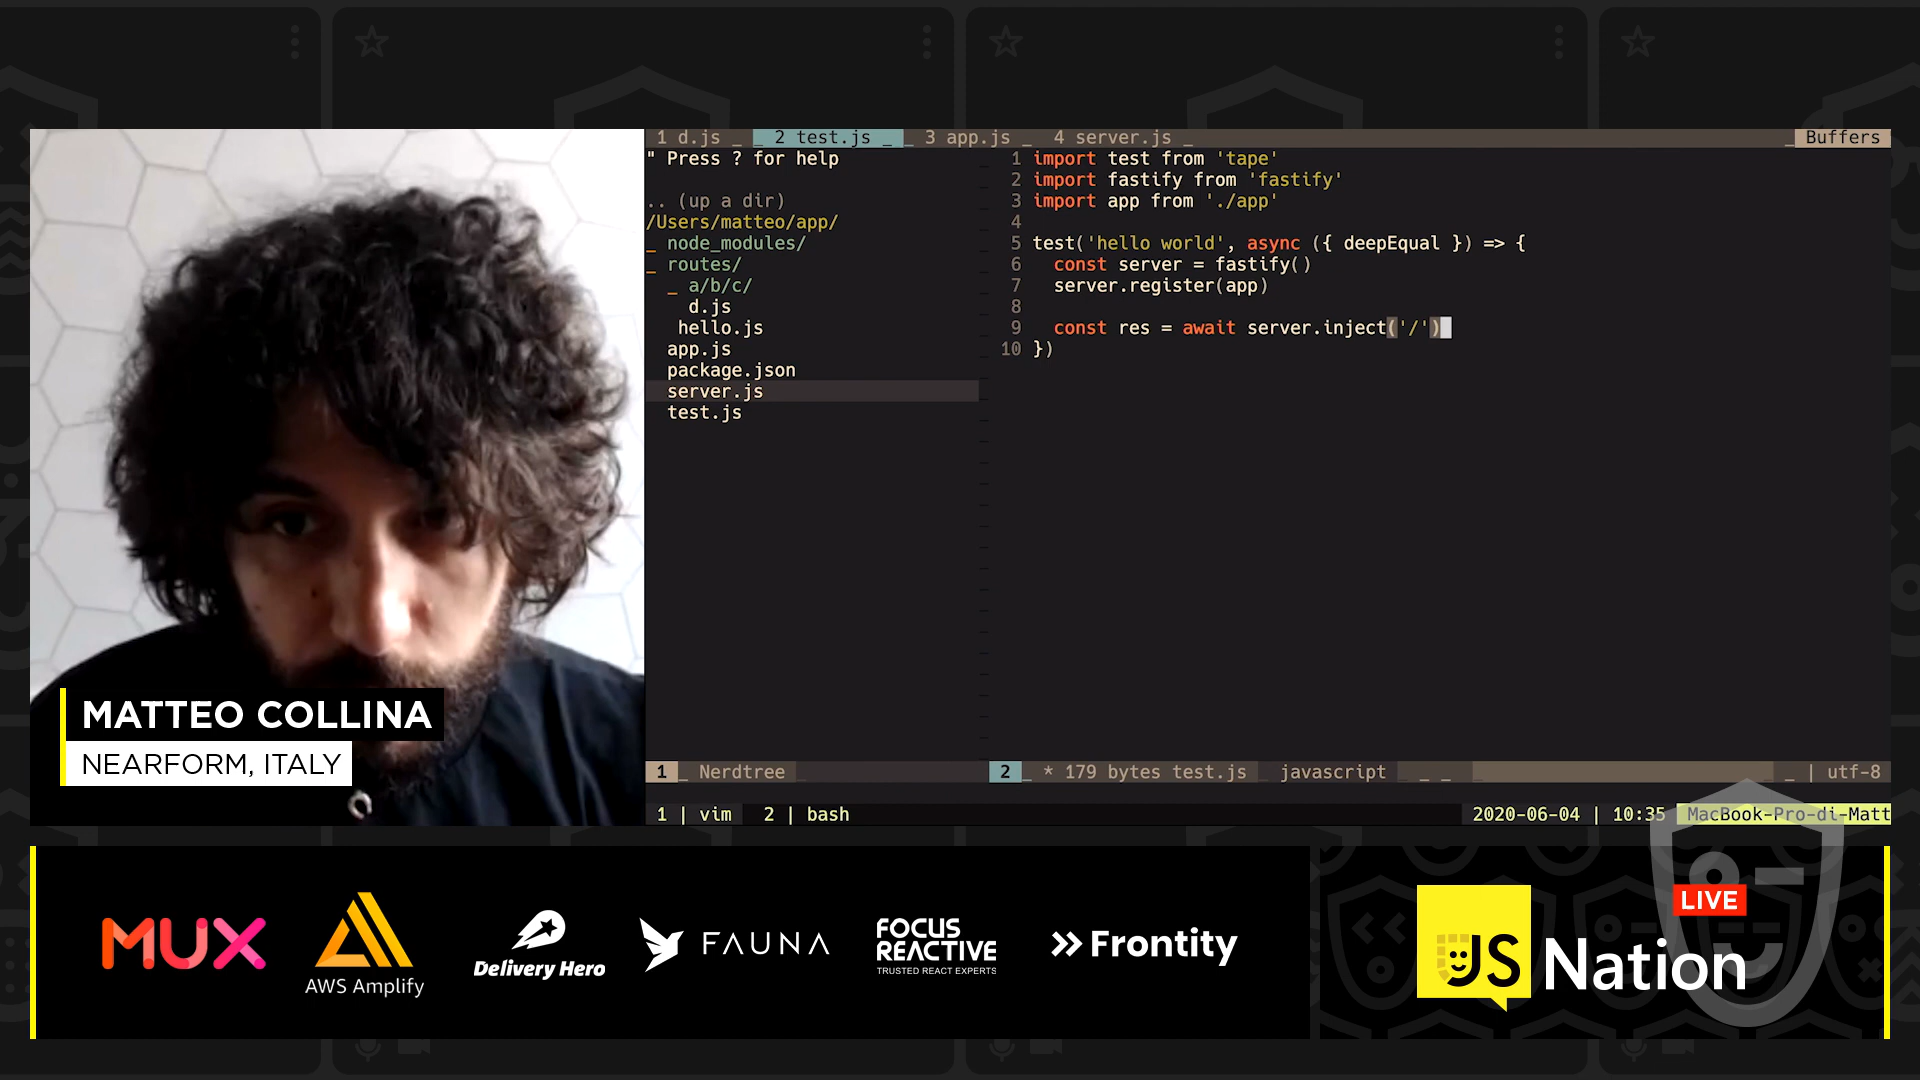 1 d.js _ _ 2 test.js _ _ 3 app.js _ 4 server.js _ _ Buffers
" Press ? for help
.. (up a dir)
/Users/matteo/app/
_ node_modules/
_ routes/
_ a/b/c/
d.js
hello.js
app.js
package.json
server.js
test.js
1 import test from 'tape'
2 import fastify from 'fastify'
3 import app from './app'
4
5 test('hello world', async ({ deepEqual }) => {
6 const server = fastify()
7 server.register(app)
8
9 const res = await server.inject('/')
10 })
1 _ Nerdtree
2 _ * 179 bytes test.js javascript _ _ _ | utf-8
1 | vim 2 | bash
2020-06-04 | 10:35 MacBook-Pro-di-Matt
MATTEO COLLINA
NEARFORM, ITALY
MUX
AWS Amplify
Delivery Hero
FAUNA
FOCUS
REACTIVE
TRUSTED REACT EXPERTS
Frontity
JS Nation
LIVE